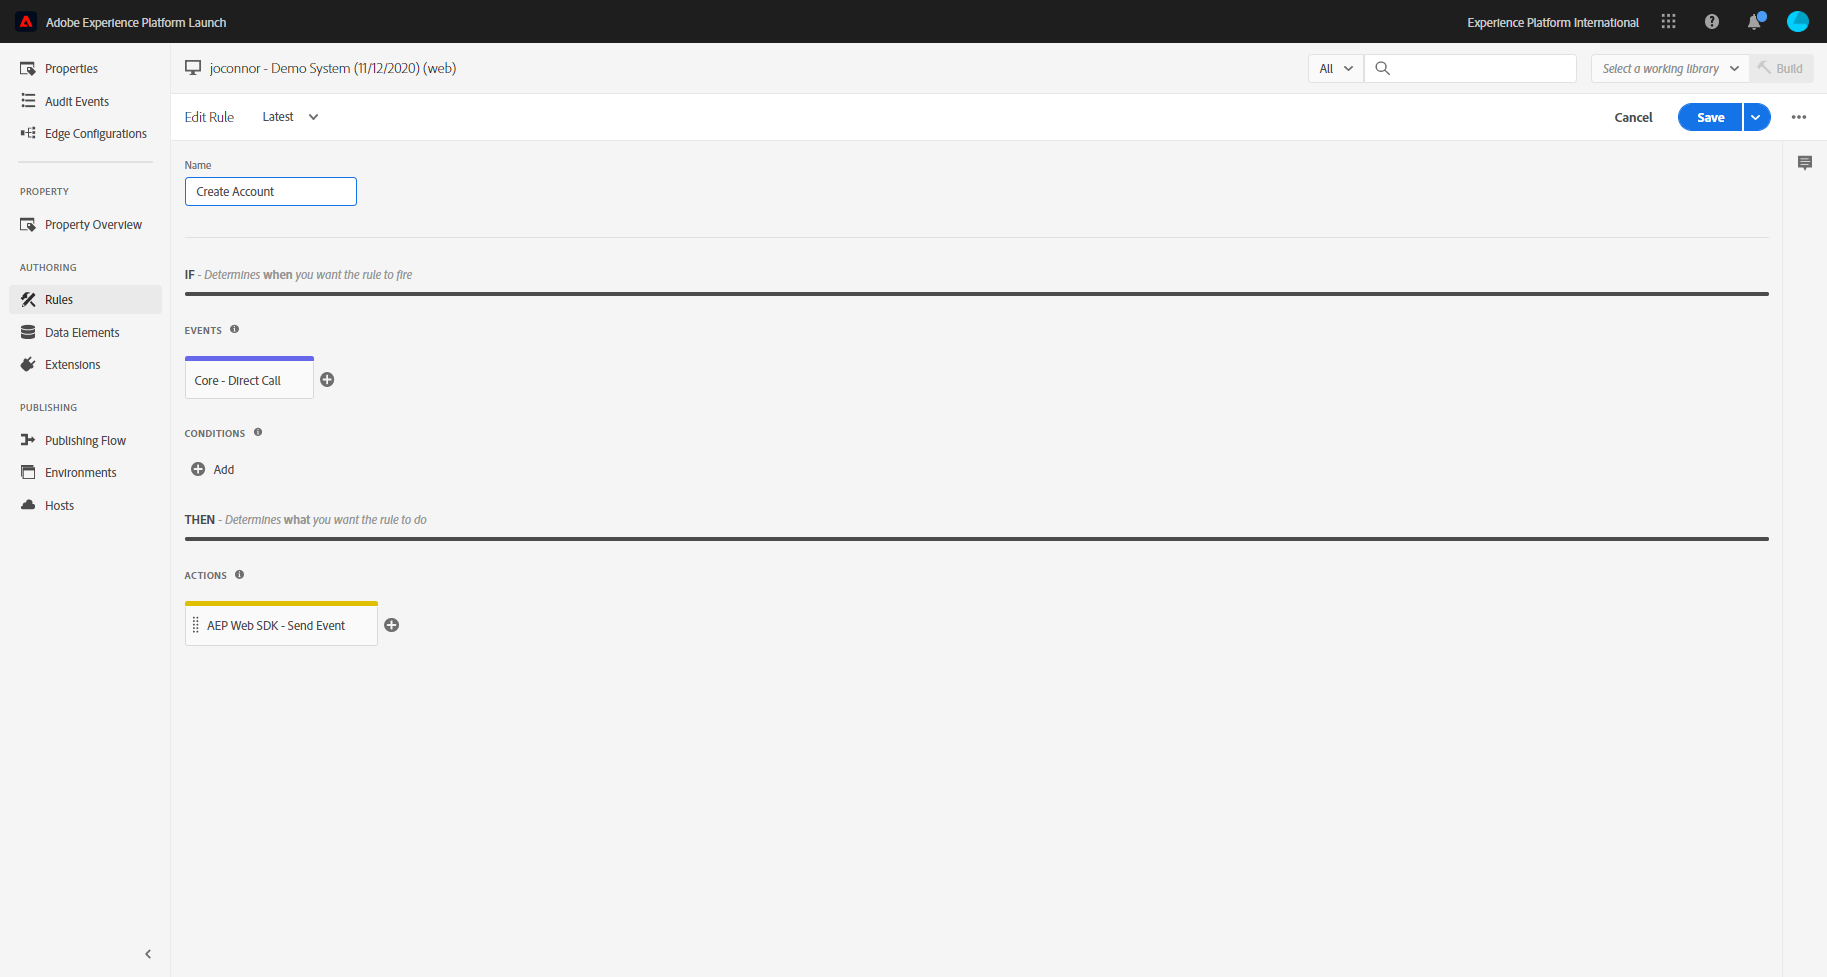 Adobe Experience Platform Launch
Experience Platform International
Properties
Audit Events
Edge Configurations
PROPERTY
Property Overview
AUTHORING
Rules
Data Elements
Extensions
PUBLISHING
Publishing Flow
Environments
Hosts
joconnor - Demo System (11/12/2020) (web)
All
Select a working library
Build
Edit Rule
Latest
Cancel
Save
Name
Create Account
IF - Determines when you want the rule to fire
EVENTS
Core - Direct Call
CONDITIONS
Add
THEN - Determines what you want the rule to do
ACTIONS
AEP Web SDK - Send Event